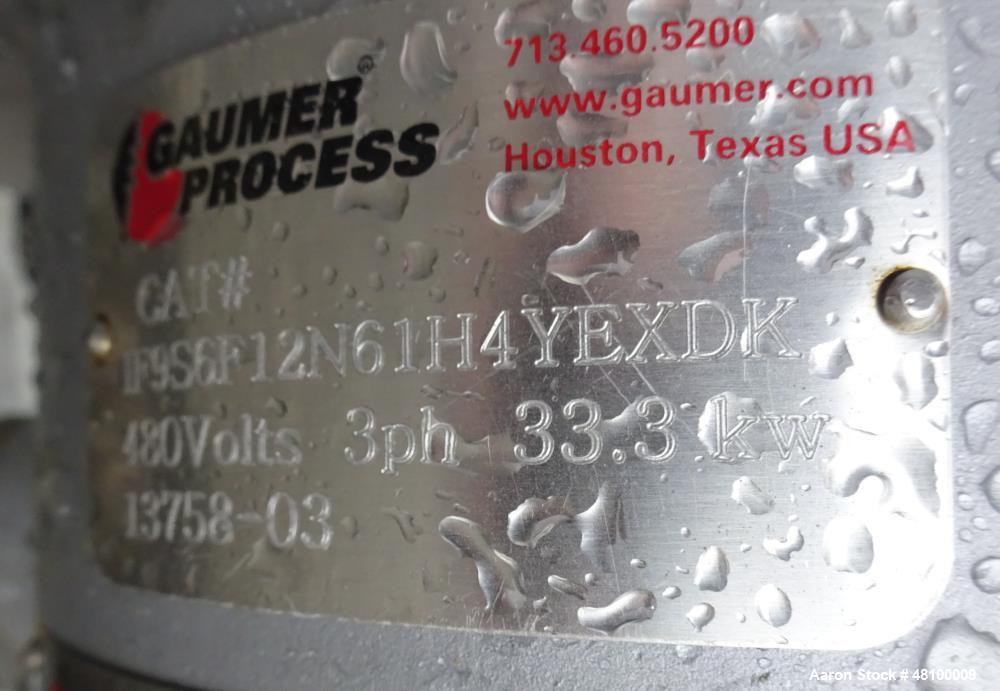 713.460.5200
www.gaumer.com
Houston, Texas USA
GAUMER®
PROCESS
CAT#
1F9S6F12N61H4YEXDK
480Volts 3ph 33.3 kw
13758-03
Aaron Stock # 48100009